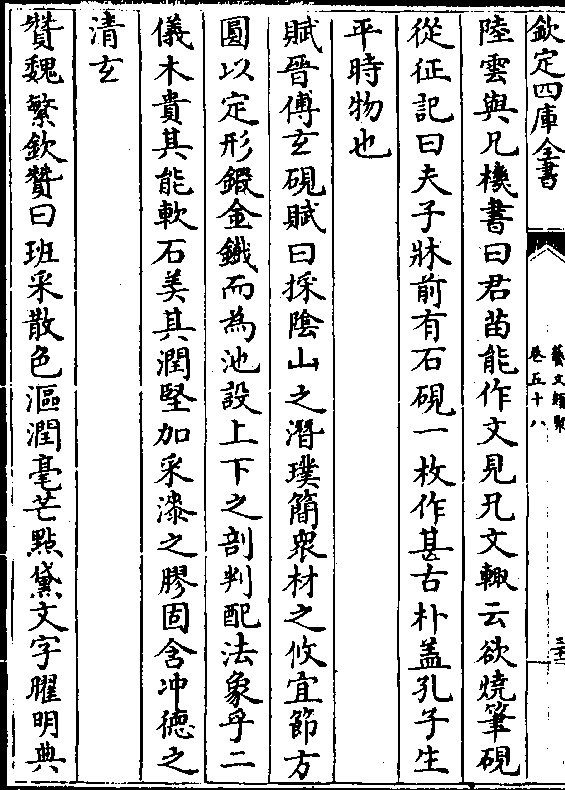 欽定四庫全書
藝文類聚
卷五十八
陸雲與兄機書曰君苗能作文見兄文輙云欲燒筆硯
從征記曰夫子牀前有石硯一枚作甚古朴盖孔子生
平時物也
賦晉傅玄硯賦曰採陰山之潛璞簡衆材之攸宜節方
圓以定形鍜金鐵而為池設上下之剖判配法象乎二
儀木貴其能軟石美其潤堅加采漆之膠固含冲德之
清玄
贊魏繁欽贊曰班采散色漚潤毫芒點黛文字曜明典